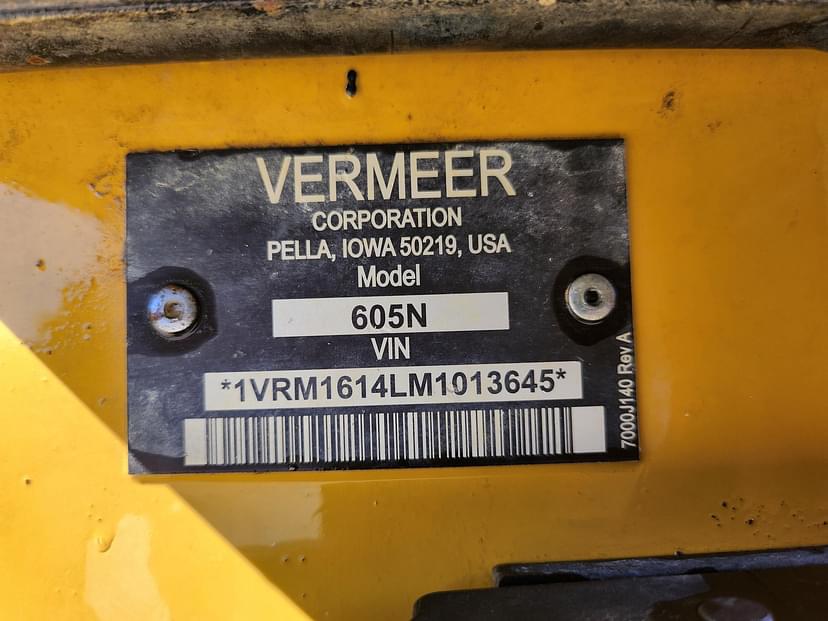 VERMEER
CORPORATION
PELLA, IOWA 50219, USA
Model
605N
VIN
*1VRM1614LM1013645*
7000J140 Rev A